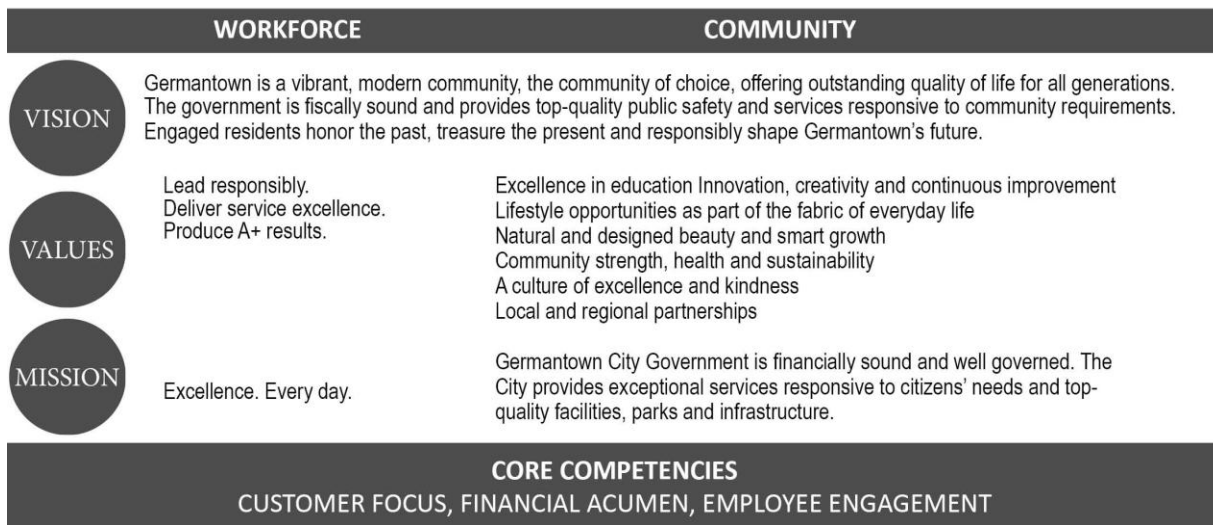 WORKFORCE COMMUNITY
VISION
Germantown is a vibrant, modern community, the community of choice, offering outstanding quality of life for all generations.
The government is fiscally sound and provides top-quality public safety and services responsive to community requirements.
Engaged residents honor the past, treasure the present and responsibly shape Germantown’s future.
VALUES
Lead responsibly.
Deliver service excellence.
Produce A+ results.
Excellence in education Innovation, creativity and continuous improvement
Lifestyle opportunities as part of the fabric of everyday life
Natural and designed beauty and smart growth
Community strength, health and sustainability
A culture of excellence and kindness
Local and regional partnerships
MISSION
Excellence. Every day.
Germantown City Government is financially sound and well governed. The
City provides exceptional services responsive to citizens’ needs and top-
quality facilities, parks and infrastructure.
CORE COMPETENCIES
CUSTOMER FOCUS, FINANCIAL ACUMEN, EMPLOYEE ENGAGEMENT